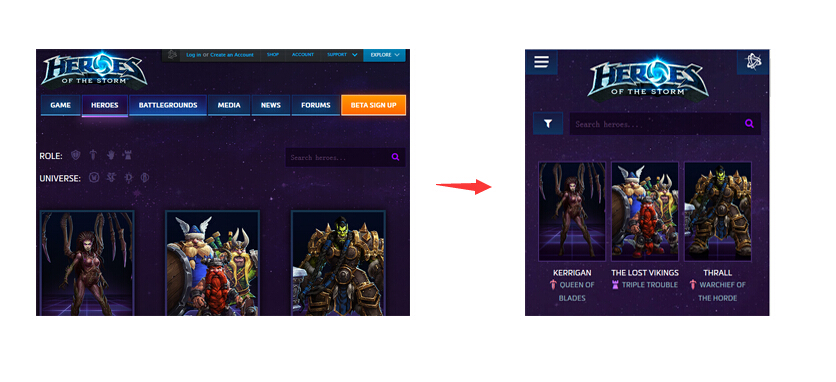 Log in or Create an Account SHOP ACCOUNT SUPPORT EXPLORE
HEROES
OF THE STORM
GAME HEROES BATTLEGROUNDS MEDIA NEWS FORUMS BETA SIGN UP
ROLE:
Search heroes...
UNIVERSE:
HEROES
OF THE STORM
Search heroes...
KERRIGAN
QUEEN OF
BLADES
THE LOST VIKINGS
TRIPLE TROUBLE
THRALL
WARCHIEF OF
THE HORDE